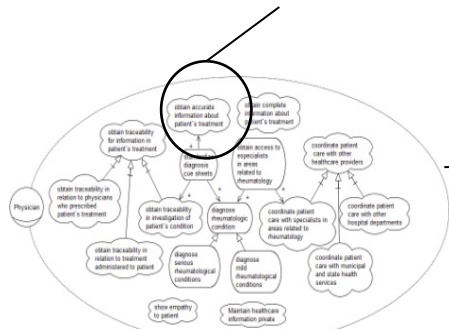 obtain accurate
information about
patient's treatment
obtain complete
information about
patient's treatment
obtain traceability
for information in
patient's treatment
diagnosis
cue sheets
obtain access to
especialists
in areas
related to
rheumatology
coordinate patient
care with other
healthcare providers
Physician
obtain traceability in
relation to physicians
who prescribed
patient's treatment
obtain traceability
in investigation of
patient's condition
diagnose
rheumatologic
condition
coordinate patient
care with specialists in
areas related to
rheumatology
coordinate patient
care with other
hospital departments
obtain traceability in
relation to treatment
administered to patient
diagnose
serious
rheumatological
conditions
diagnose
mild
rheumatological
conditions
coordinate patient
care with municipal
and state health
services
show empathy
to patient
Maintain healthcare
information private